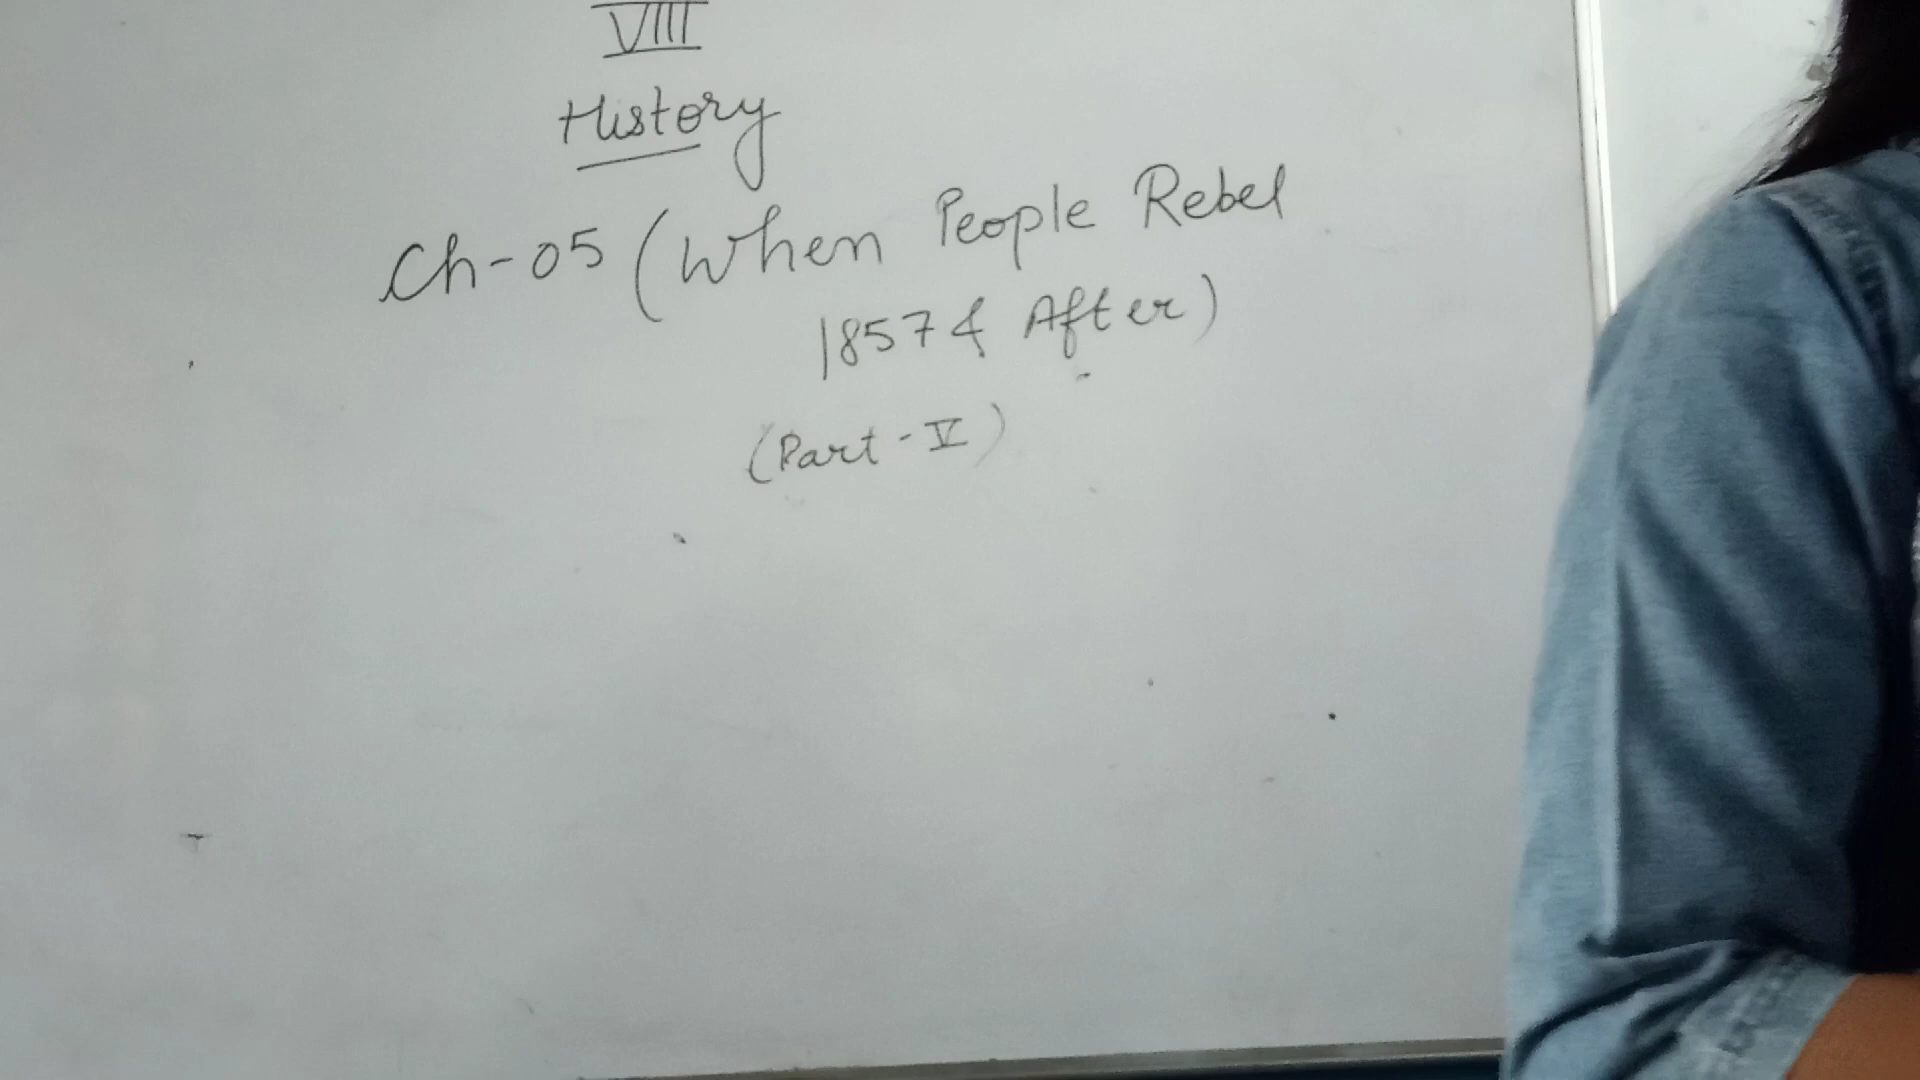 VIII
History
Ch-05 (When People Rebel
1857 & After)
(Part-V)